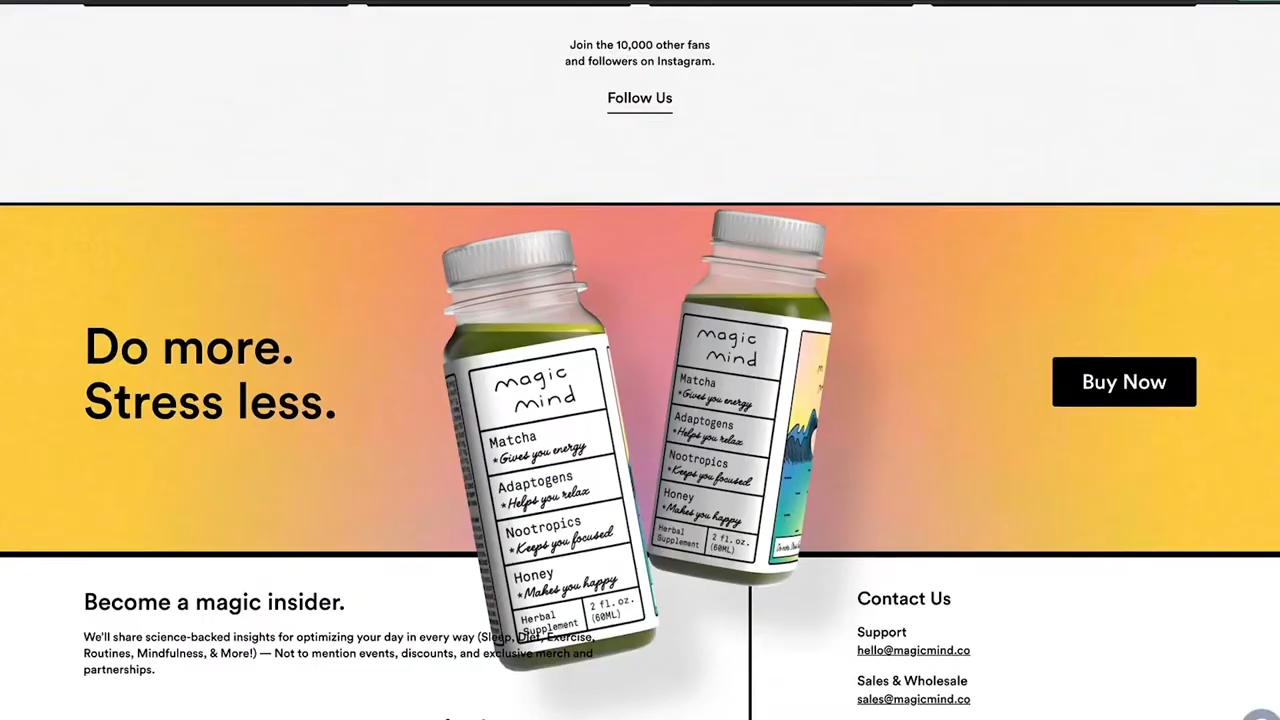 Join the 10,000 other fans
and followers on Instagram.
Follow Us
Do more.
Stress less.
magic
mind
Matcha
*Gives you energy
Adaptogens
*Helps you relax
Nootropics
*Keeps you focused
Honey
*Makes you happy
Herbal
Supplement
2 fl. oz.
(60ML)
magic
mind
Matcha
*Gives you energy
Adaptogens
*Helps you relax
Nootropics
*Keeps you focused
Honey
*Makes you happy
Herbal
Supplement
2 fl. oz.
(60ML)
Buy Now
Become a magic insider.
We'll share science-backed insights for optimizing your day in every way (Sleep, Diet, Exercise,
Routines, Mindfulness, & More!) — Not to mention events, discounts, and exclusive merch and
partnerships.
Contact Us
Support
hello@magicmind.co
Sales & Wholesale
sales@magicmind.co